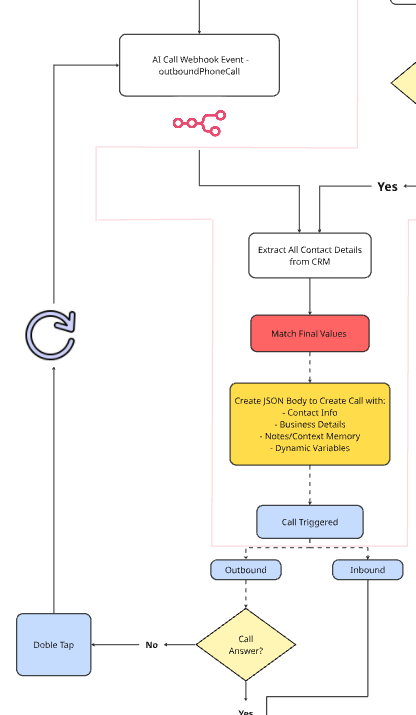 AI Call Webhook Event -
outboundPhoneCall
Yes
Extract All Contact Details
from CRM
Match Final Values
Create JSON Body to Create Call with:
- Contact Info
- Business Details
- Notes/Context Memory
- Dynamic Variables
Call Triggered
Outbound
Inbound
Call
Answer?
No
Doble Tap
Yes